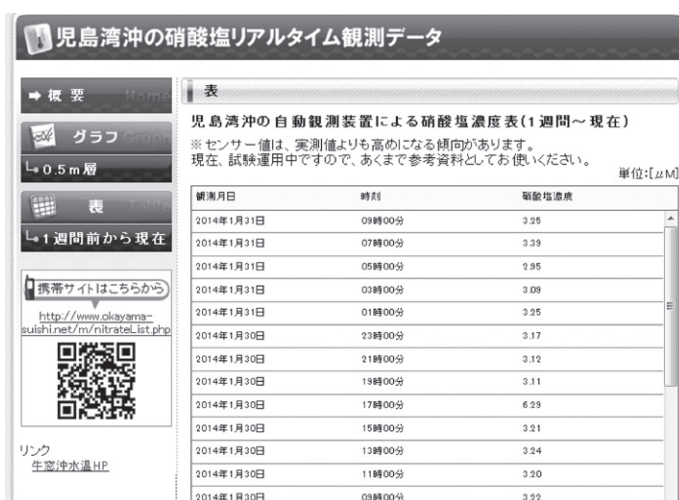 児島湾沖の硝酸塩リアルタイム観測データ
➡ 概 要 Home
グラフ Graph
0.5m層
表 Table
1週間前から現在
携帯サイトはこちらから
http://www.okayama-
suishi.net/m/nitrateList.php
リンク
牛窓沖水温HP
表
児島湾沖の自動観測装置による硝酸塩濃度表(1週間～現在)
※センサー値は、実測値よりも高めになる傾向があります。
現在、試験運用中ですので、あくまで参考資料としてお使いください。
単位:[μM]
観測月日 時刻 硝酸塩濃度
2014年1月31日 09時00分 3.25
2014年1月31日 07時00分 3.39
2014年1月31日 05時00分 2.95
2014年1月31日 03時00分 3.09
2014年1月31日 01時00分 3.25
2014年1月30日 23時00分 3.17
2014年1月30日 21時00分 3.12
2014年1月30日 19時00分 3.11
2014年1月30日 17時00分 6.29
2014年1月30日 15時00分 3.21
2014年1月30日 13時00分 3.24
2014年1月30日 11時00分 3.20
2014年1月30日 09時00分 3.22